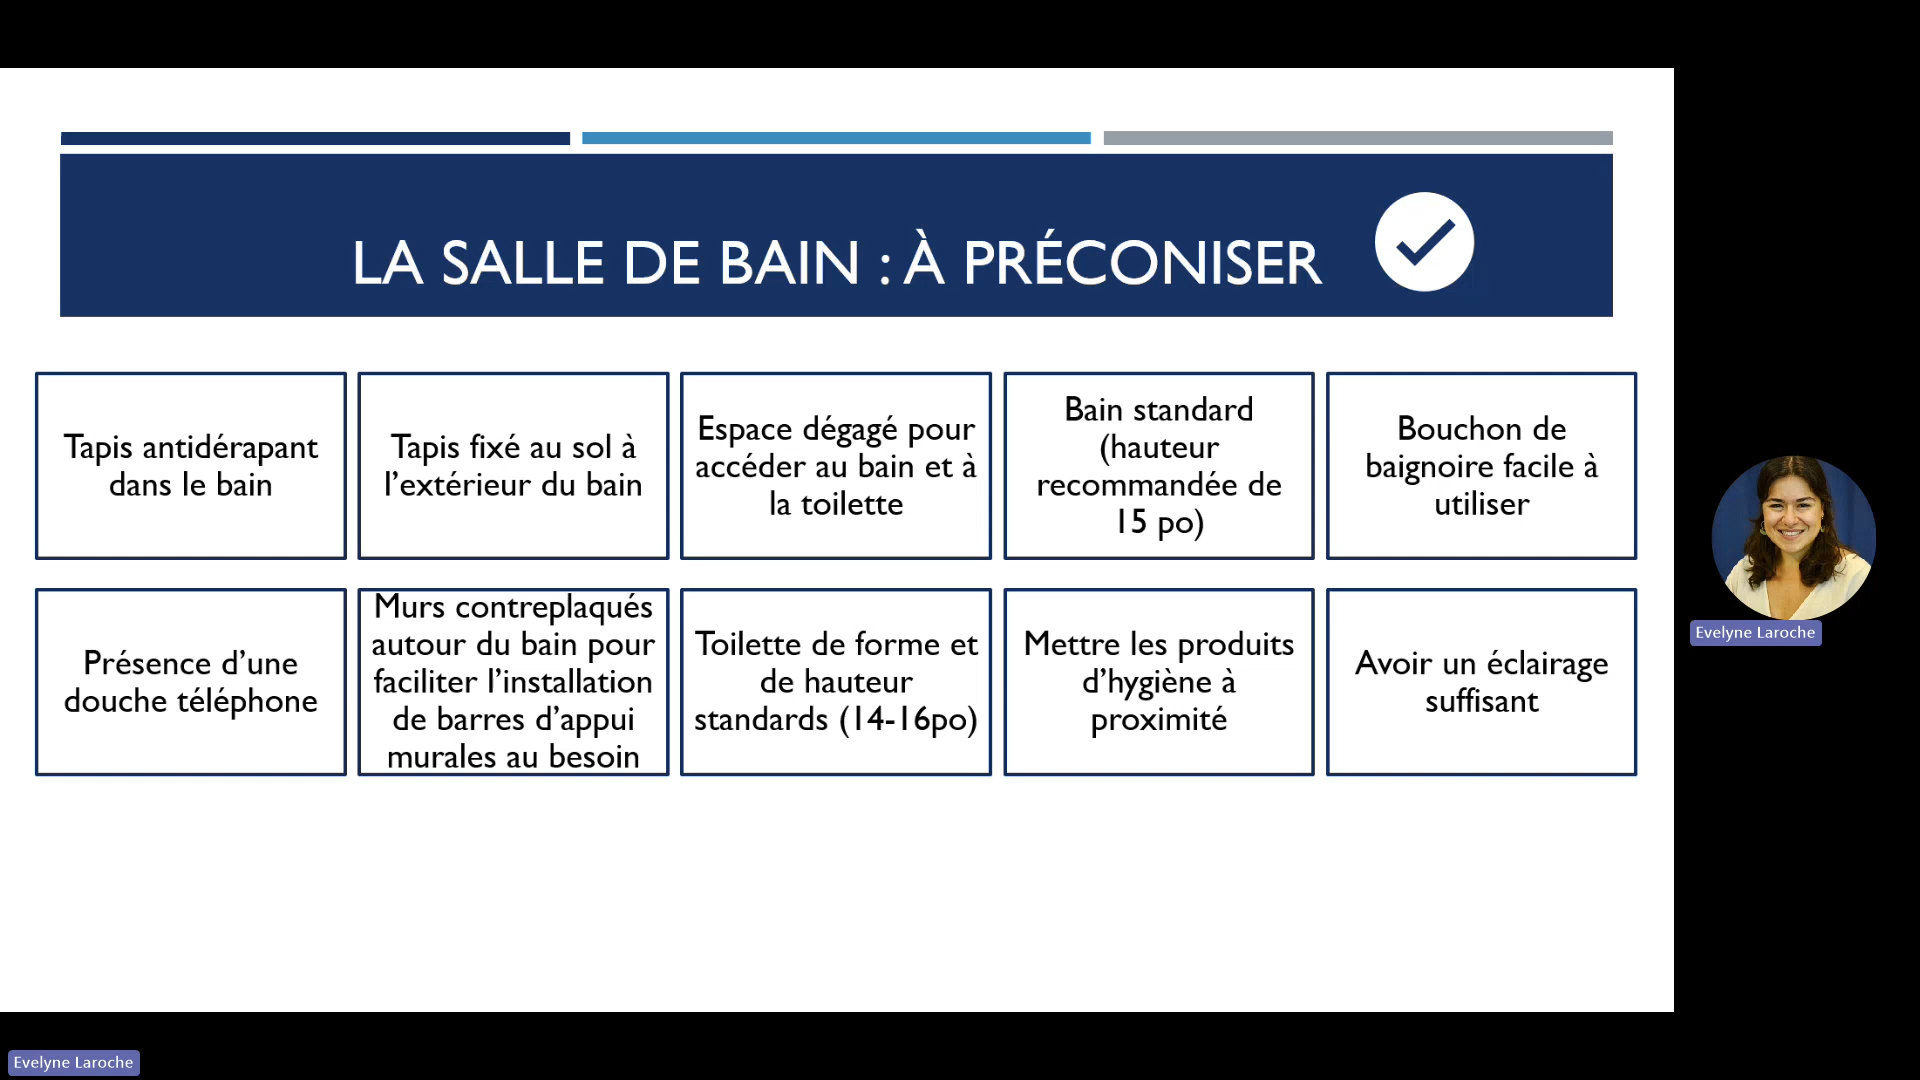 LA SALLE DE BAIN : À PRÉCONISER
Tapis antidérapant
dans le bain
Tapis fixé au sol à
l’extérieur du bain
Espace dégagé pour
accéder au bain et à
la toilette
Bain standard
(hauteur
recommandée de
15 po)
Bouchon de
baignoire facile à
utiliser
Présence d’une
douche téléphone
Murs contreplaqués
autour du bain pour
faciliter l’installation
de barres d’appui
murales au besoin
Toilette de forme et
de hauteur
standards (14-16po)
Mettre les produits
d’hygiène à
proximité
Avoir un éclairage
suffisant
Evelyne Laroche
Evelyne Laroche